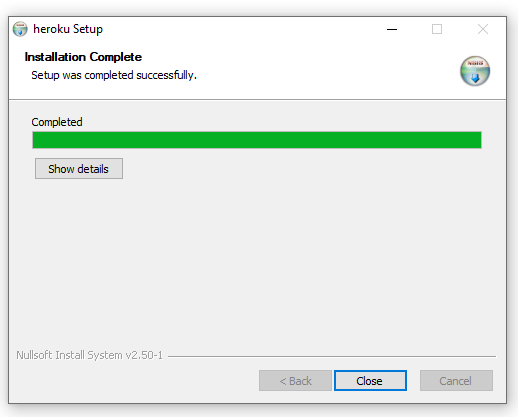 heroku Setup
Installation Complete
Setup was completed successfully.
Completed
Show details
Nullsoft Install System v2.50-1
< Back
Close
Cancel